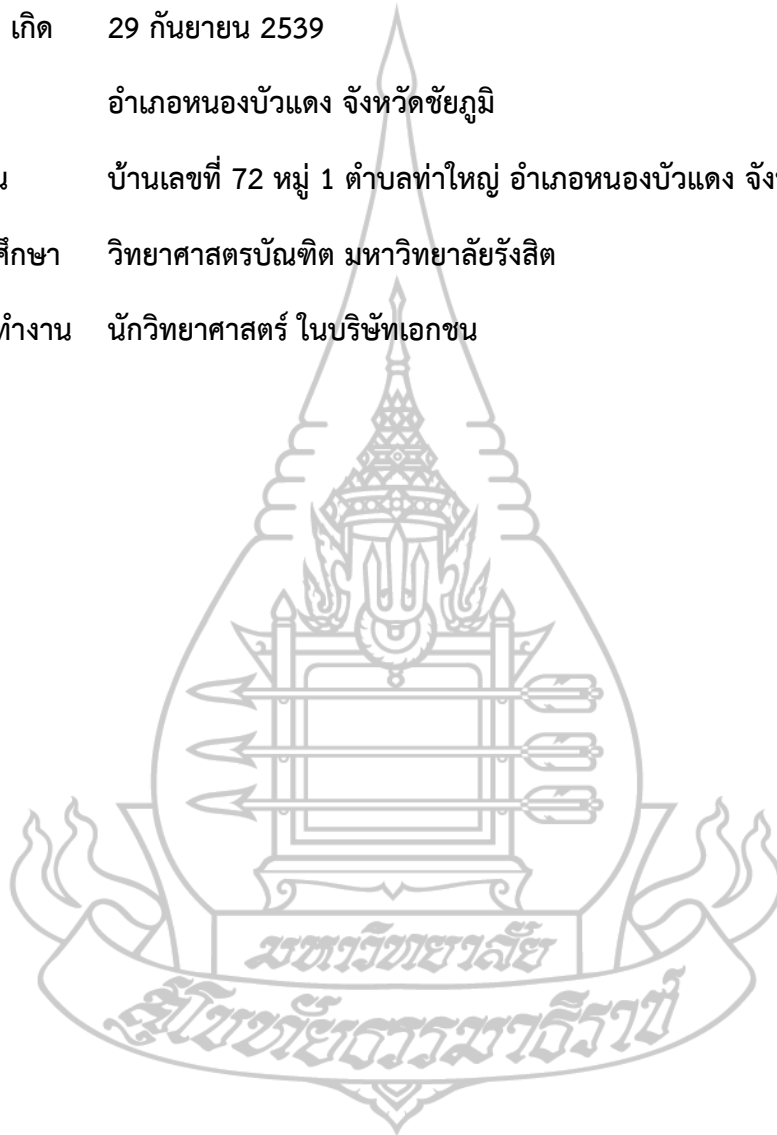 เกิด 29 กันยายน 2539
อำเภอหนองบัวแดง จังหวัดชัยภูมิ
บ้านเลขที่ 72 หมู่ 1 ตำบลท่าใหญ่ อำเภอหนองบัวแดง
วิทยาศาสตรบัณฑิต มหาวิทยาลัยรังสิต
ทำงาน นักวิทยาศาสตร์ ในบริษัทเอกชน
มหาวิทยาลัย
สุโขทัยธรรมาธิราช